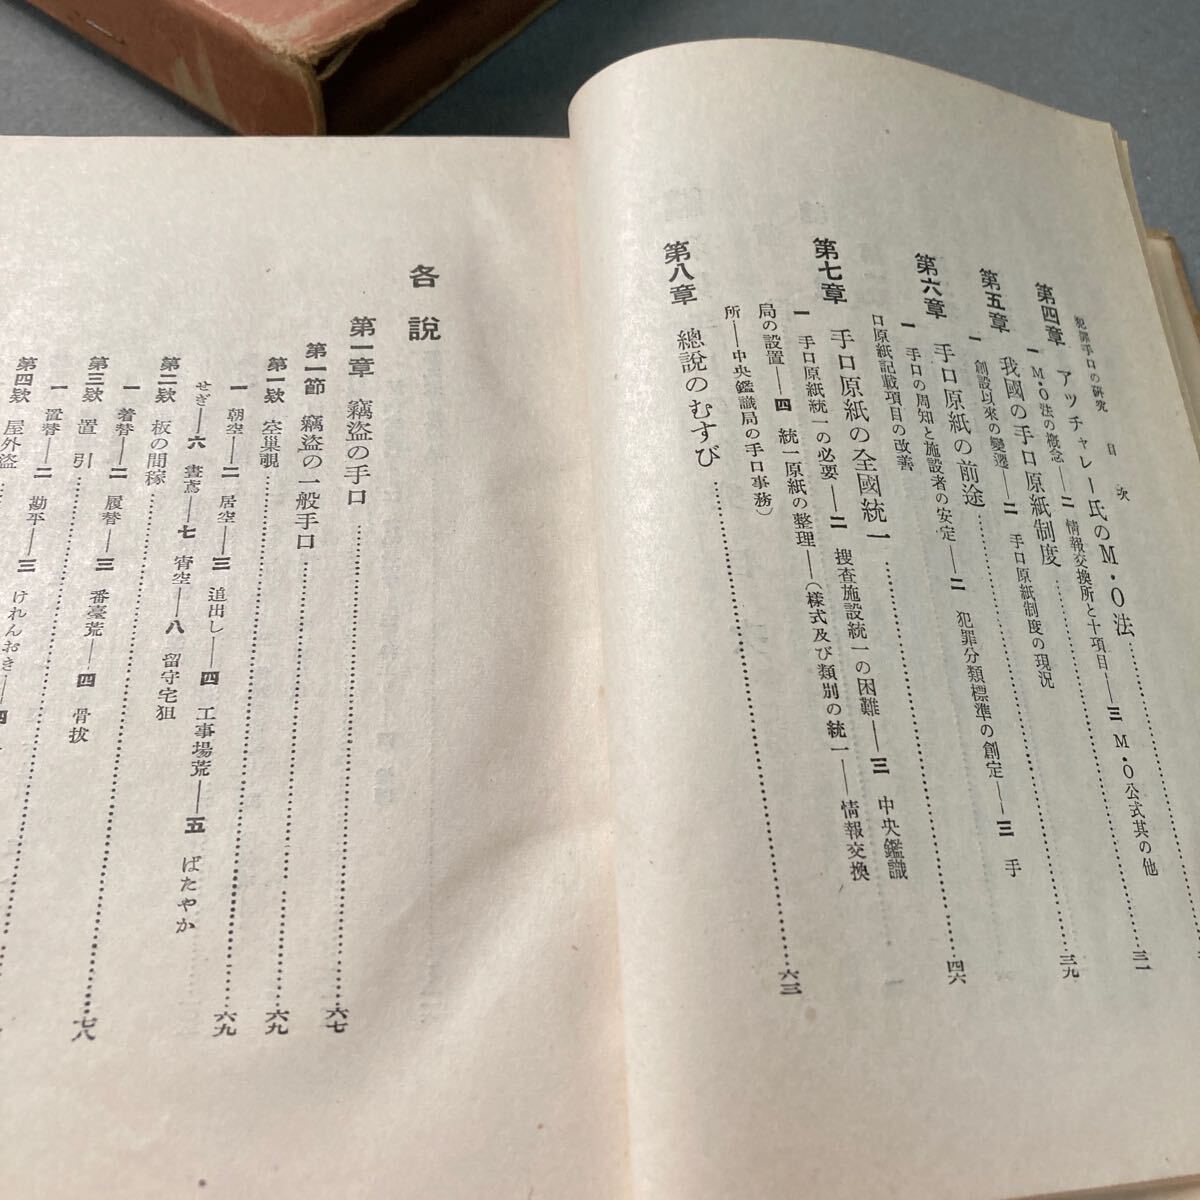 犯罪手口の研究　目次
第四章　アッチャレー氏のM・O法………三一
一　M・O法の概念――二　情報交換所と十項目――三　M・O公式其の他
第五章　我國の手口原紙制度………三九
一　創設以來の變遷――二　手口原紙制度の現況
第六章　手口原紙の前途………四六
一　手口の周知と施設者の安定――二　犯罪分類標準の創定――三　手
口原紙記載項目の改善
第七章　手口原紙の全國統一
一　手口原紙統一の必要――二　搜査施設統一の困難――三　中央鑑識
局の設置――四　統一原紙の整理――(樣式及び類別の統一――情報交換
所――中央鑑識局の手口事務)
第八章　總說のむすび………六三
各說
第一章　竊盜の手口………六七
第一節　竊盜の一般手口………六九
第一欵　空巢覗………六九
一　朝空――二　居空――三　追出し――四　工事場荒――五　ばたやか
せぎ――六　晝鳶――七　宵空――八　留守宅狙
第二欵　板の間稼
一　着替――二　履替――三　番臺荒――四　骨拔
第三欵　置引………七八
一　置替――二　勘平――三　けれんおき――四
第四欵　屋外盜